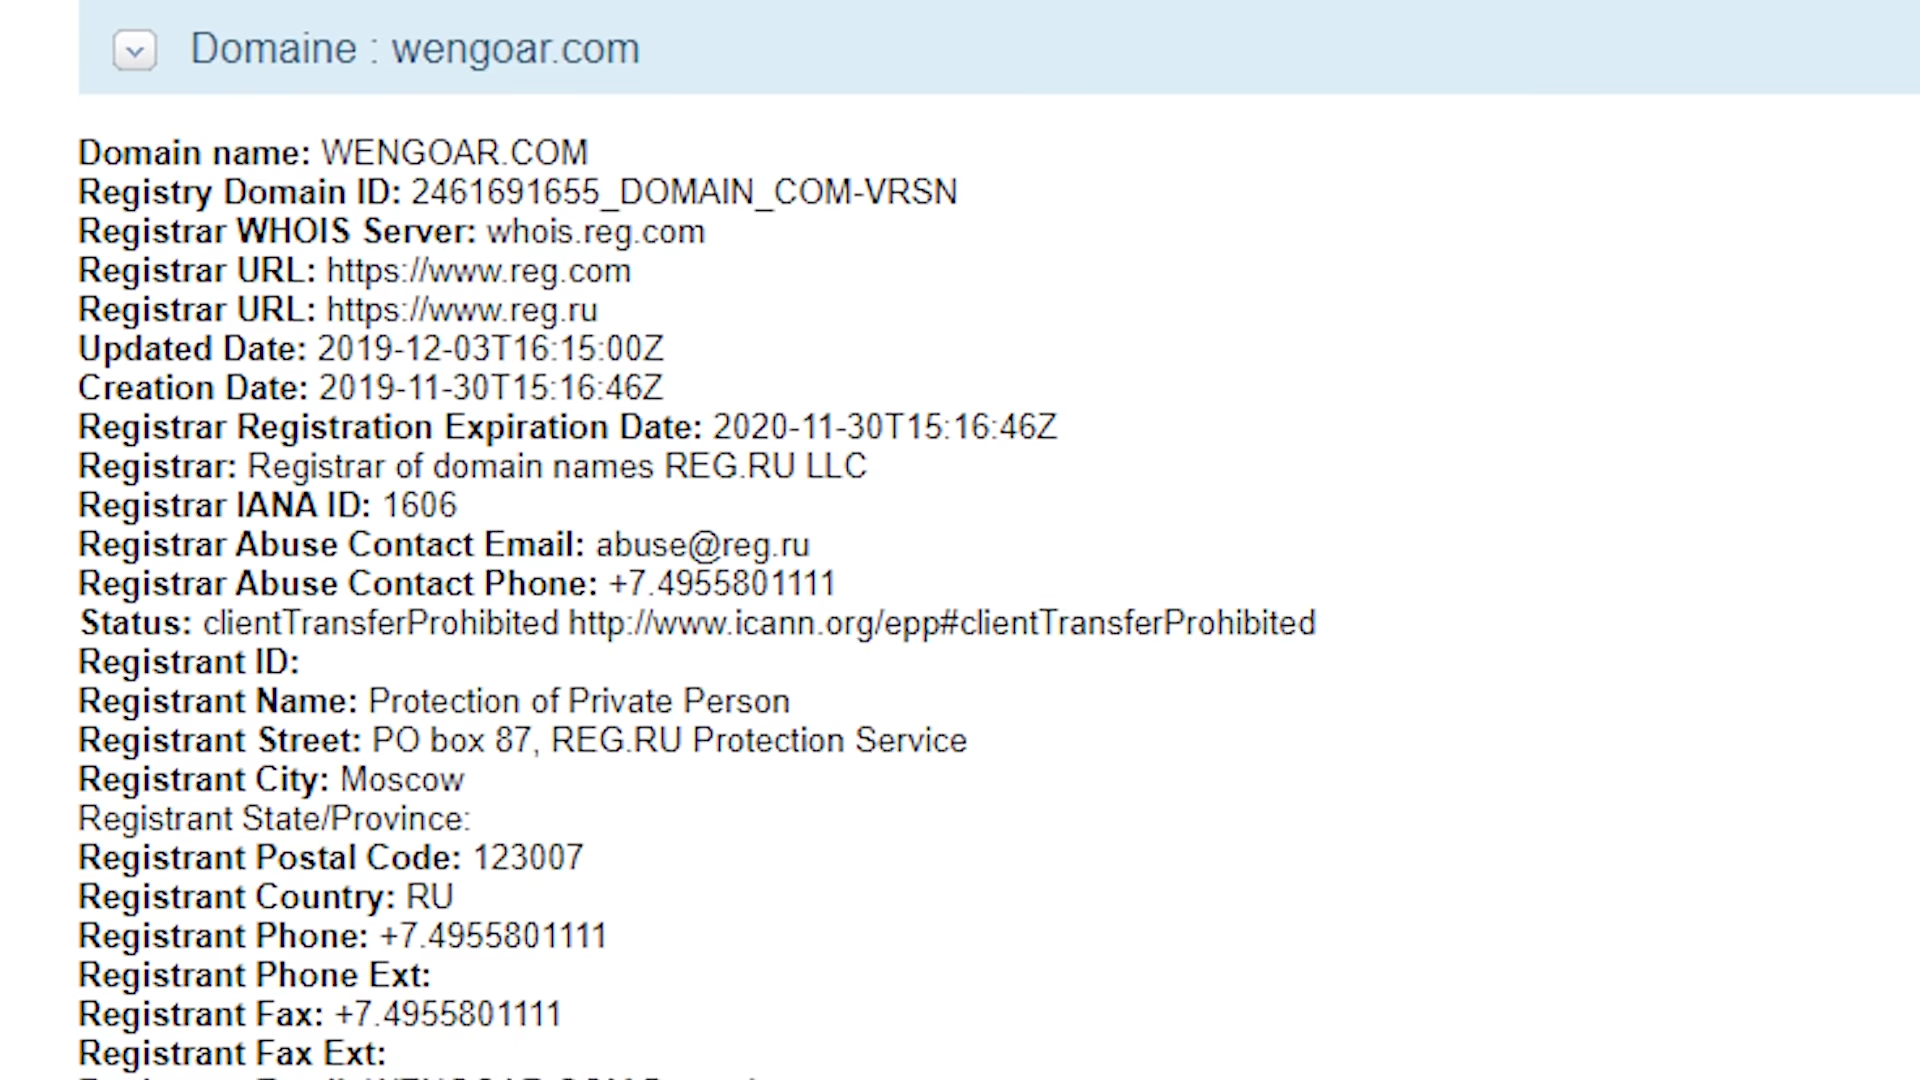 Domaine : wengoar.com
Domain name: WENGOAR.COM
Registry Domain ID: 2461691655_DOMAIN_COM-VRSN
Registrar WHOIS Server: whois.reg.com
Registrar URL: https://www.reg.com
Registrar URL: https://www.reg.ru
Updated Date: 2019-12-03T16:15:00Z
Creation Date: 2019-11-30T15:16:46Z
Registrar Registration Expiration Date: 2020-11-30T15:16:46Z
Registrar: Registrar of domain names REG.RU LLC
Registrar IANA ID: 1606
Registrar Abuse Contact Email: abuse@reg.ru
Registrar Abuse Contact Phone: +7.4955801111
Status: clientTransferProhibited http://www.icann.org/epp#clientTransferProhibited
Registrant ID:
Registrant Name: Protection of Private Person
Registrant Street: PO box 87, REG.RU Protection Service
Registrant City: Moscow
Registrant State/Province:
Registrant Postal Code: 123007
Registrant Country: RU
Registrant Phone: +7.4955801111
Registrant Phone Ext:
Registrant Fax: +7.4955801111
Registrant Fax Ext: